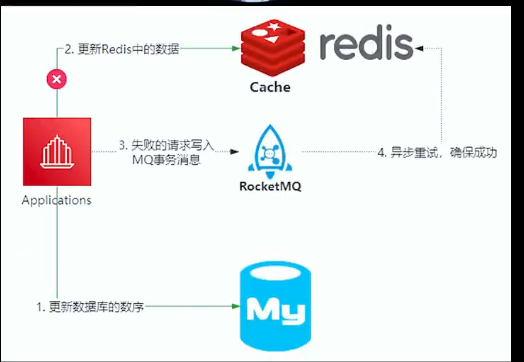 2. 更新Redis中的数据
redis
Cache
3. 失败的请求写入
MQ事务消息
4. 异步重试，确保成功
RocketMQ
Applications
1. 更新数据库的数序
My